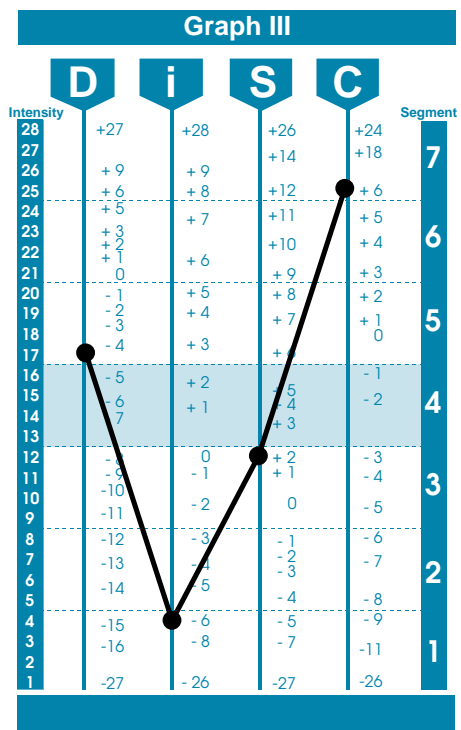 Graph III
D i S C
Intensity Segment
28 +27 +28 +26 +24
27 +14 +18 7
26 + 9 + 9
25 + 6 + 8 +12 + 6
24 + 5 + 7 +11 + 5
23 + 3 6
+ 2 +10 + 4
22 + 1 + 6
21 0 + 9 + 3
20 - 1 + 5 + 8 + 2
19 - 2 + 4 + 7 + 1 5
18 - 3 0
17 - 4 + 3 + 6
16 - 5 + 2 - 1
15 - 6 + 1 5 - 2 4
14 7 - 4 + 3
13
12 - 8 0 + 2 - 3
11 - 9 - 1 + 1 - 4
10 -10 - 2 0 3
9 -11 - 5
8 -12 - 3 - 1 - 6
7 -13 - 4 - 2 - 7
6 -14 - 5 - 3 2
5 - 4 - 8
4 -15 - 6 - 5 - 9
3 -16 - 8 - 7 -11 1
2
1 -27 - 26 -27 -26